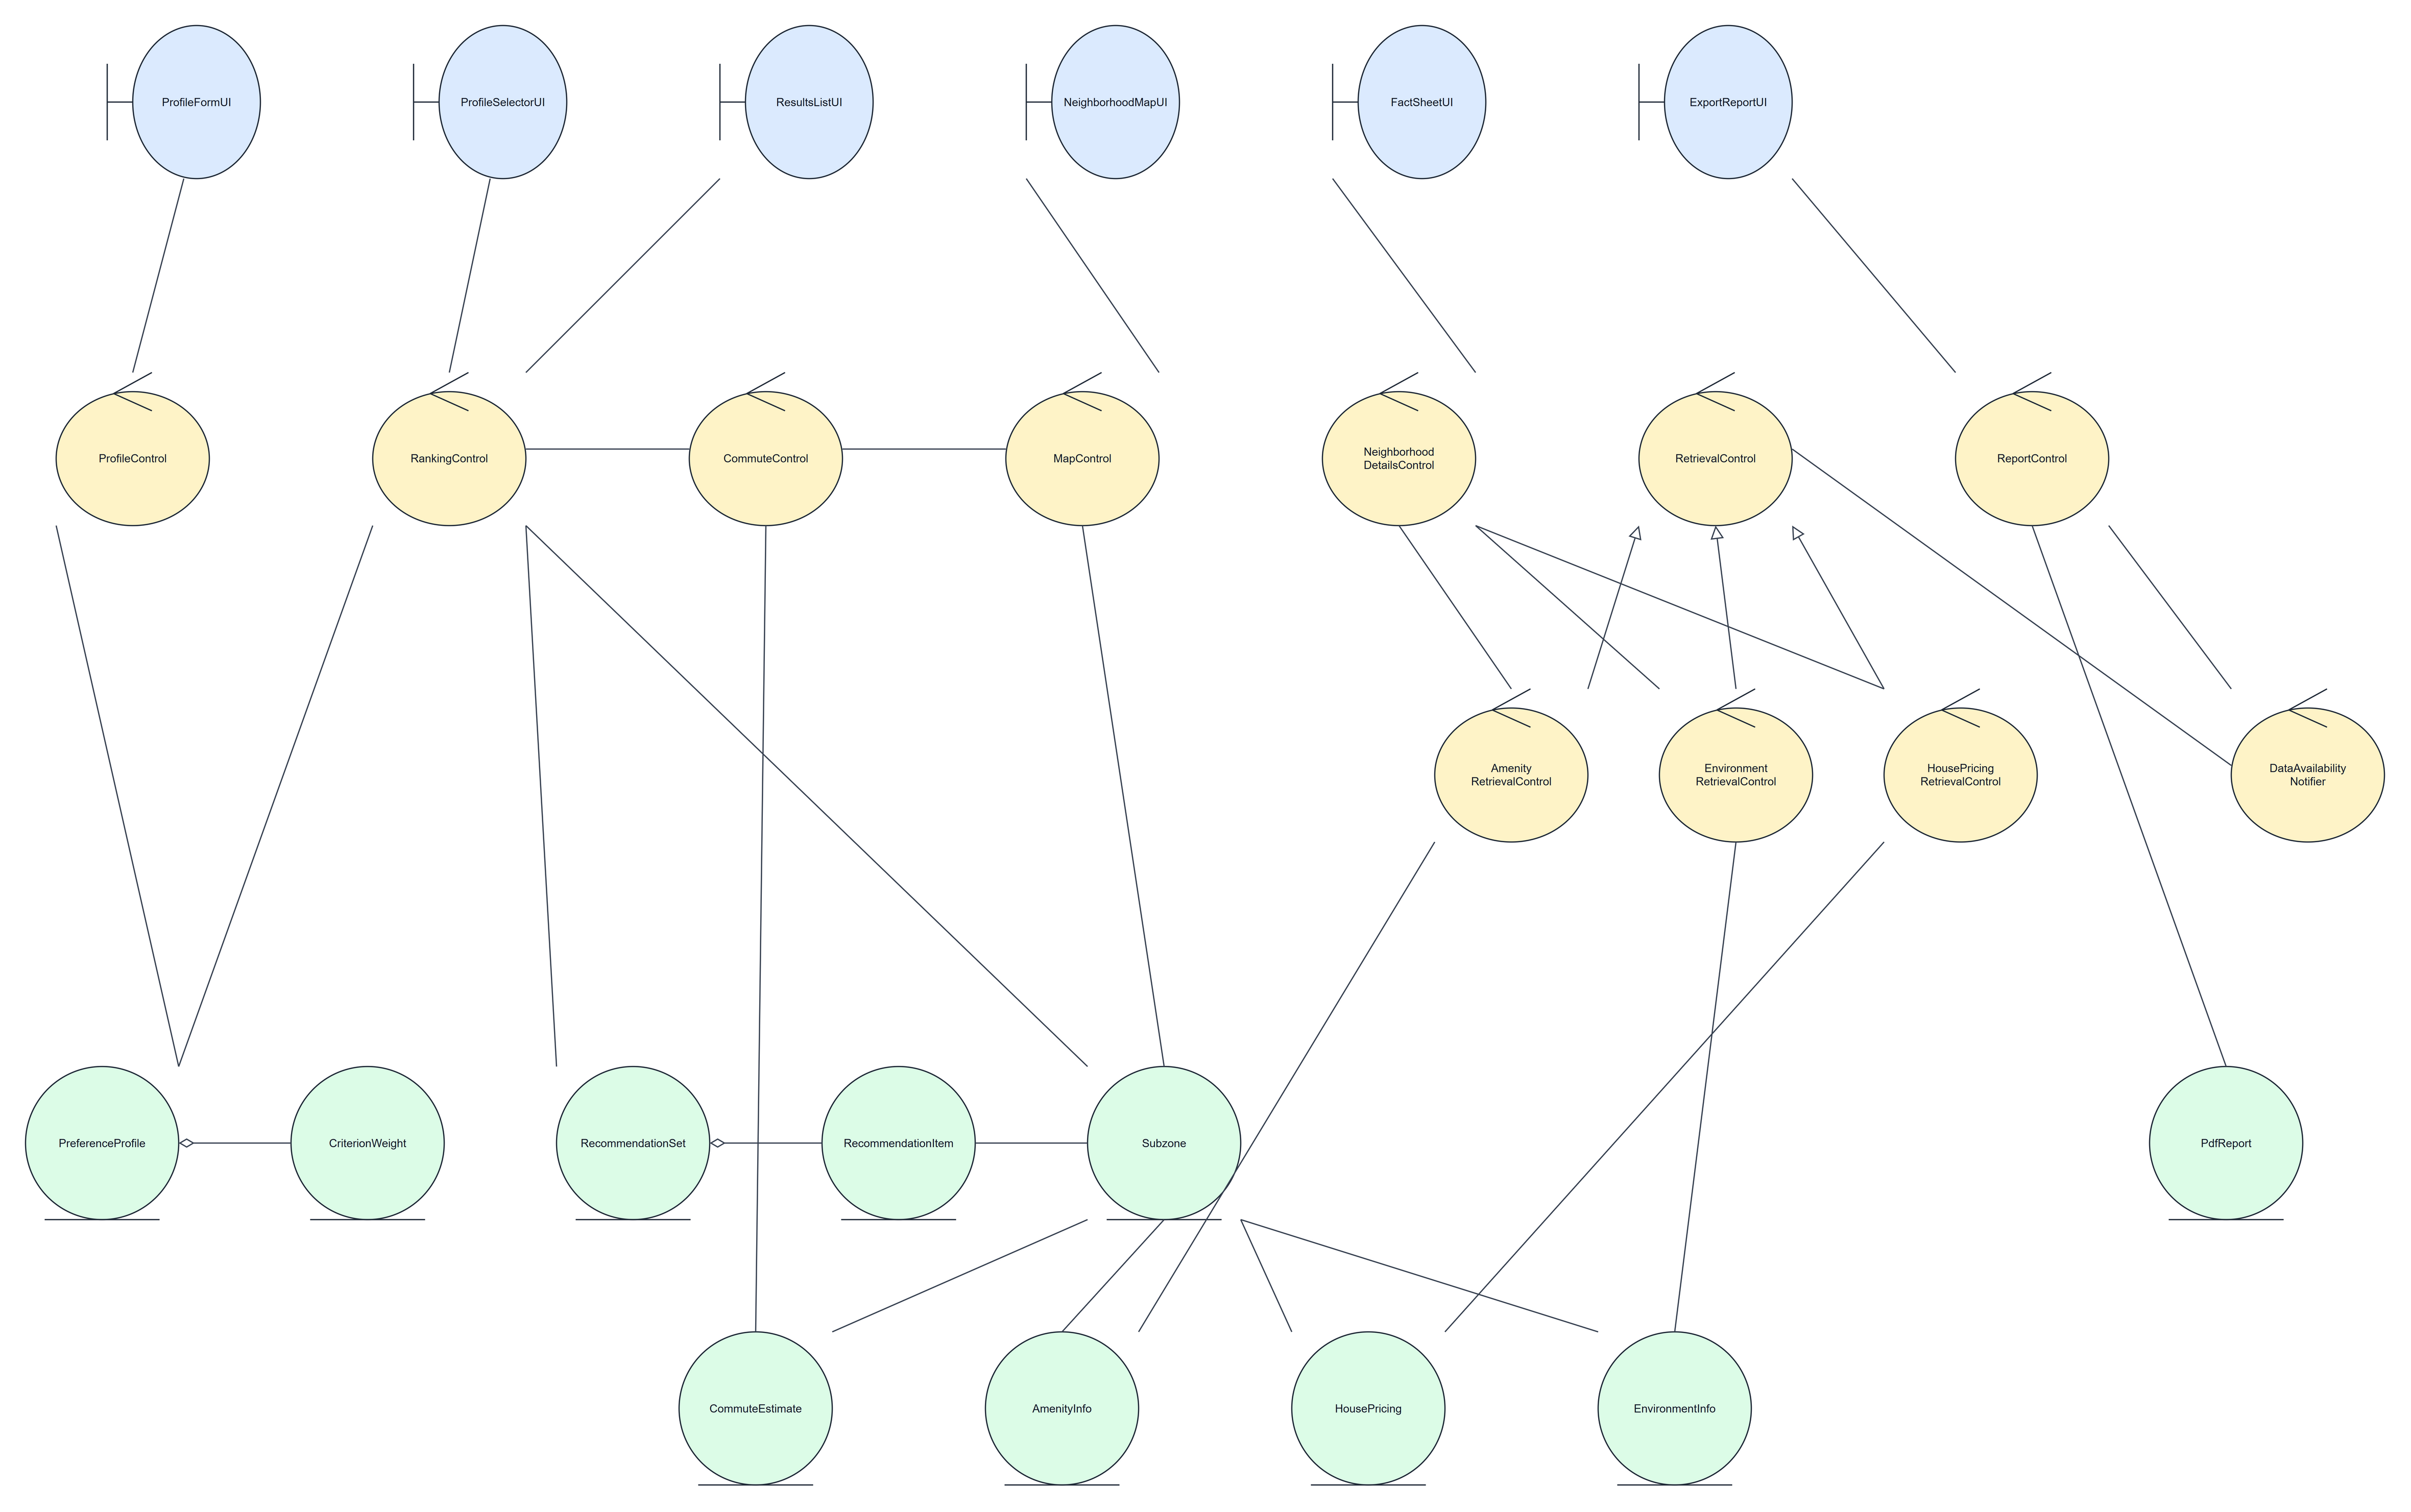 ProfileFormUI
ProfileSelectorUI
ResultsListUI
NeighborhoodMapUI
FactSheetUI
ExportReportUI
ProfileControl
RankingControl
CommuteControl
MapControl
Neighborhood
DetailsControl
RetrievalControl
ReportControl
Amenity
RetrievalControl
Environment
RetrievalControl
HousePricing
RetrievalControl
DataAvailability
Notifier
PreferenceProfile
CriterionWeight
RecommendationSet
RecommendationItem
Subzone
PdfReport
CommuteEstimate
AmenityInfo
HousePricing
EnvironmentInfo